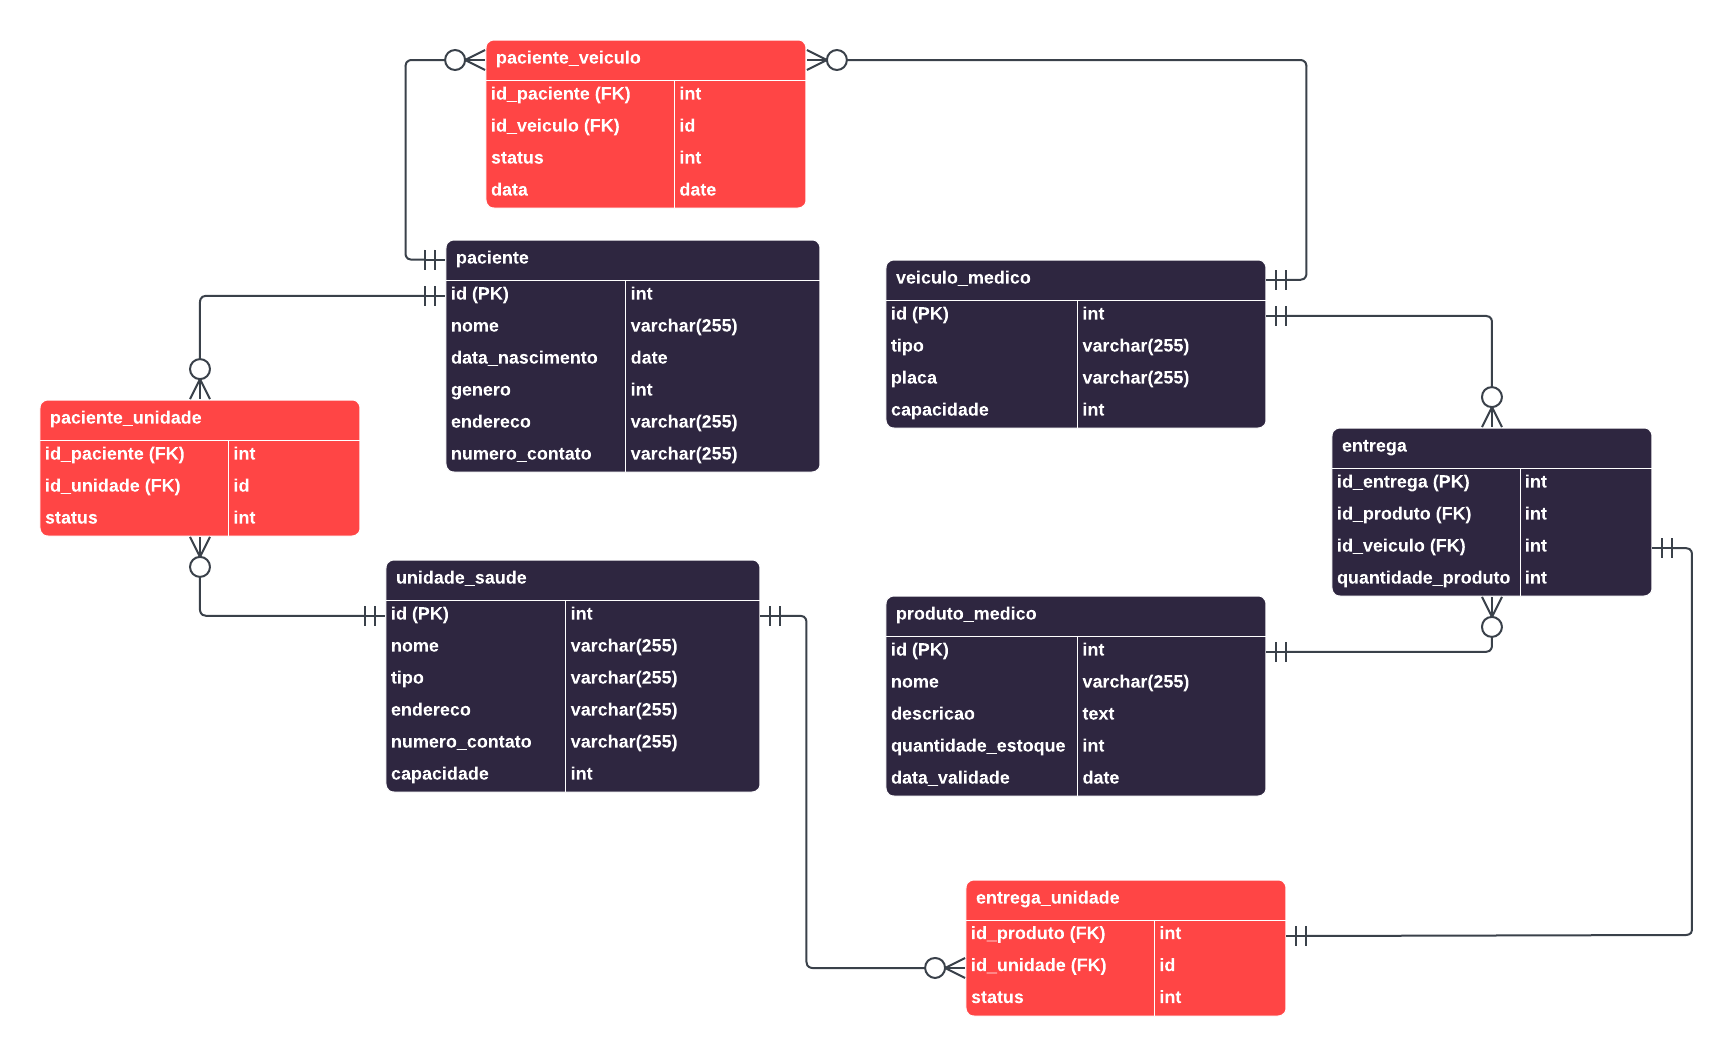 paciente_veiculo
id_paciente (FK) int
id_veiculo (FK) id
status int
data date
paciente
id (PK) int
nome varchar(255)
data_nascimento date
genero int
endereco varchar(255)
numero_contato varchar(255)
veiculo_medico
id (PK) int
tipo varchar(255)
placa varchar(255)
capacidade int
paciente_unidade
id_paciente (FK) int
id_unidade (FK) id
status int
entrega
id_entrega (PK) int
id_produto (FK) int
id_veiculo (FK) int
quantidade_produto int
unidade_saude
id (PK) int
nome varchar(255)
tipo varchar(255)
endereco varchar(255)
numero_contato varchar(255)
capacidade int
produto_medico
id (PK) int
nome varchar(255)
descricao text
quantidade_estoque int
data_validade date
entrega_unidade
id_produto (FK) int
id_unidade (FK) id
status int